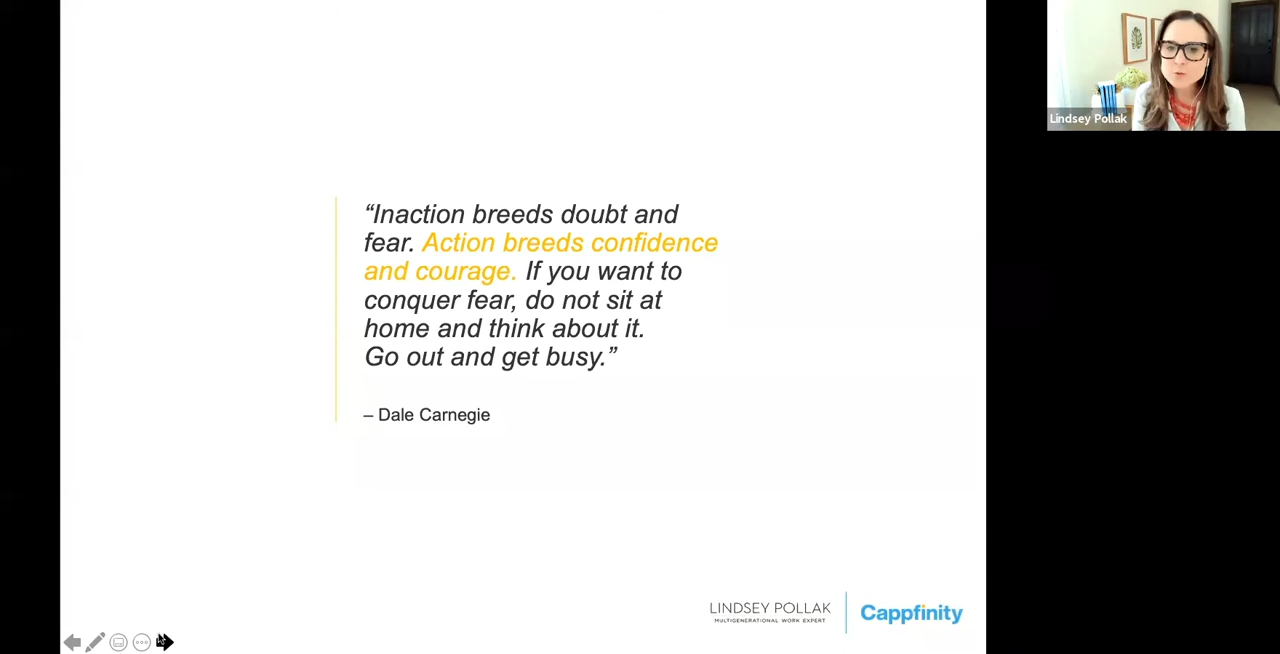 “Inaction breeds doubt and
fear. Action breeds confidence
and courage. If you want to
conquer fear, do not sit at
home and think about it.
Go out and get busy.”
– Dale Carnegie
Lindsey Pollak
LINDSEY POLLAK
MULTIGENERATIONAL WORK EXPERT
Cappfinity